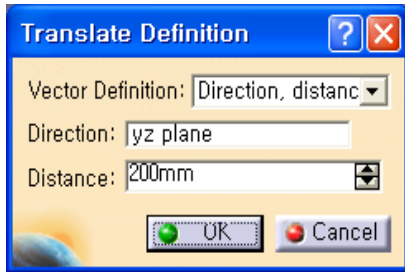 Translate Definition
Vector Definition: Direction, distanc
Direction: yz plane
Distance: 200mm
OK Cancel